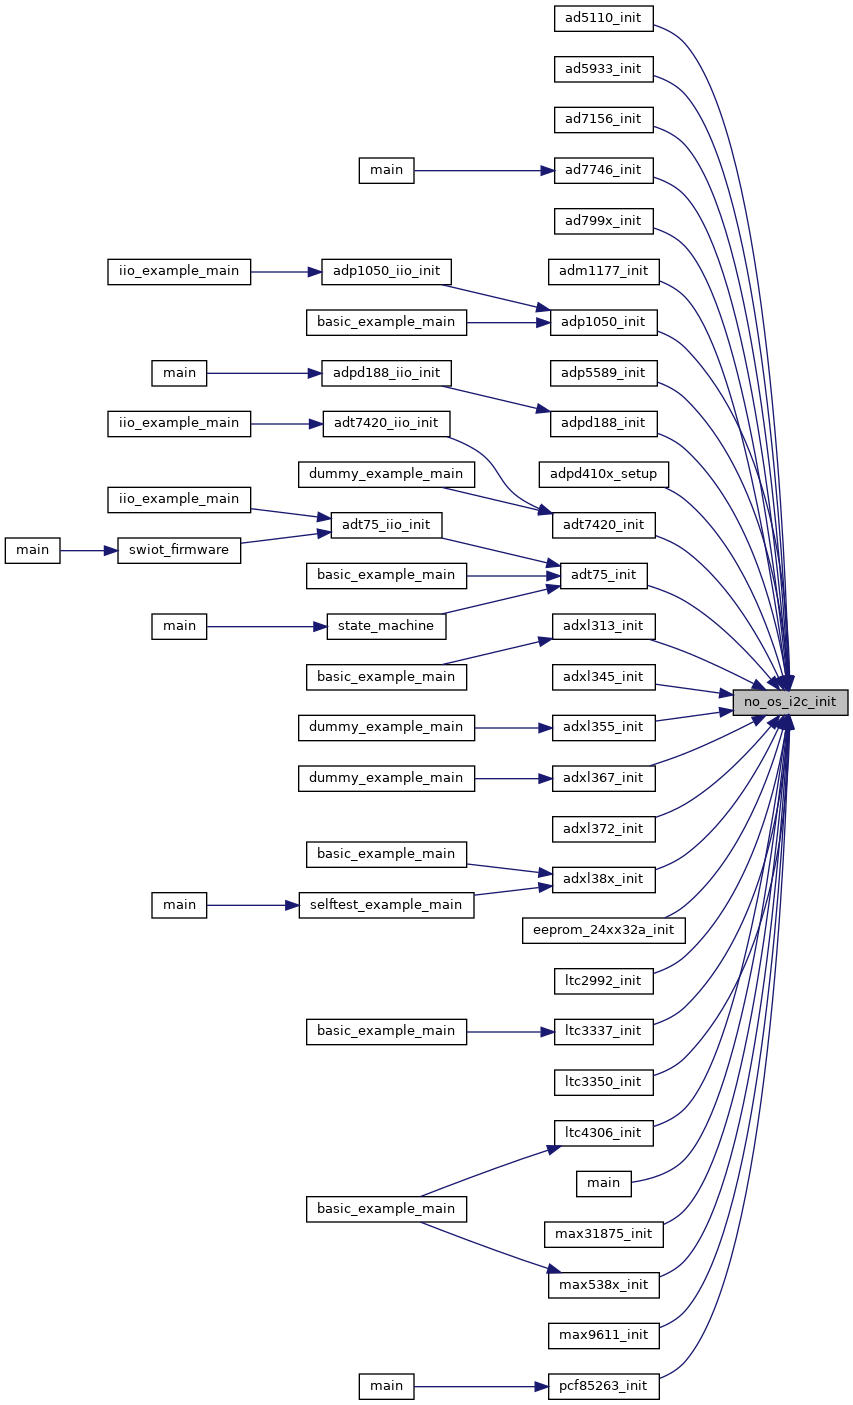 ad5110_init
ad5933_init
ad7156_init
main
ad7746_init
ad799x_init
iio_example_main
adp1050_iio_init
adm1177_init
basic_example_main
adp1050_init
main
adpd188_iio_init
adp5589_init
iio_example_main
adt7420_iio_init
adpd188_init
dummy_example_main
adpd410x_setup
iio_example_main
adt75_iio_init
adt7420_init
main
swiot_firmware
basic_example_main
adt75_init
main
state_machine
adxl313_init
basic_example_main
adxl345_init
no_os_i2c_init
dummy_example_main
adxl355_init
dummy_example_main
adxl367_init
adxl372_init
basic_example_main
adxl38x_init
main
selftest_example_main
eeprom_24xx32a_init
ltc2992_init
basic_example_main
ltc3337_init
ltc3350_init
ltc4306_init
main
basic_example_main
max31875_init
max538x_init
max9611_init
main
pcf85263_init